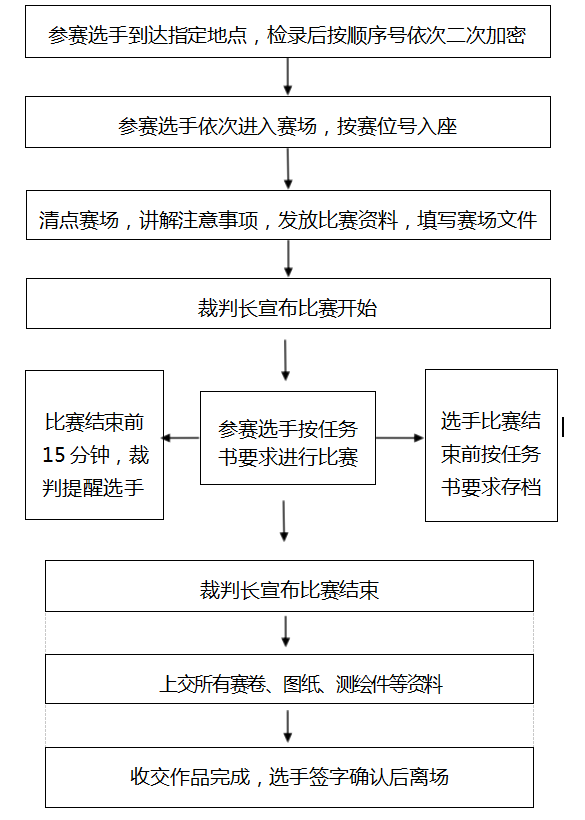 参赛选手到达指定地点，检录后按顺序号依次二次加密
参赛选手依次进入赛场，按赛位号入座
清点赛场，讲解注意事项，发放比赛资料，填写赛场文件
裁判长宣布比赛开始
比赛结束前
15分钟，裁
判提醒选手
参赛选手按任务
书要求进行比赛
选手比赛结
束前按任务
书要求存档
裁判长宣布比赛结束
上交所有赛卷、图纸、测绘件等资料
收交作品完成，选手签字确认后离场